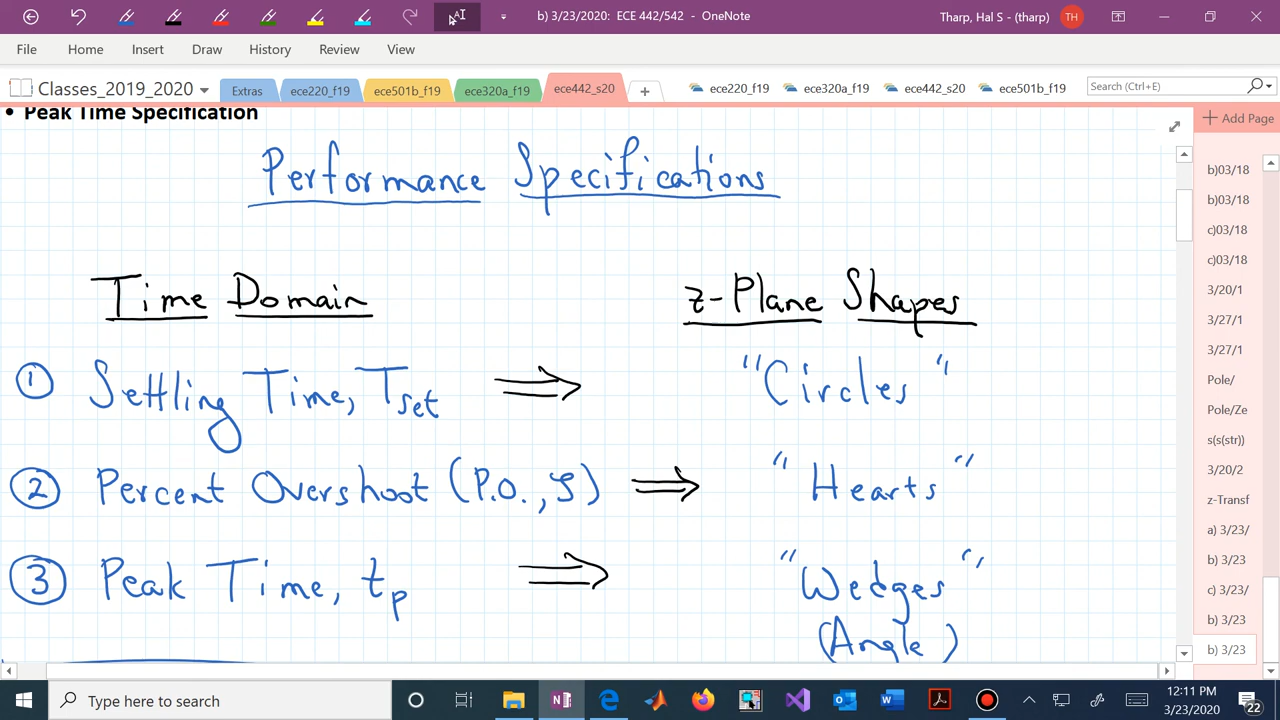 b) 3/23/2020: ECE 442/542 - OneNote
Tharp, Hal S - (tharp)
TH
File Home Insert Draw History Review View
Classes_2019_2020
Extras
ece220_f19
ece501b_f19
ece320a_f19
ece442_s20
ece220_f19
ece320a_f19
ece442_s20
ece501b_f19
Search (Ctrl+E)
• Peak Time Specification
Add Page
Performance Specifications
Time Domain
z-Plane Shapes
① Settling Time, Tset ⟹ "Circles"
② Percent Overshoot (P.O., ζ) ⟹ "Hearts"
③ Peak Time, tp ⟹ "Wedges"
(Angle)
b)03/18
b)03/18
c)03/18
c)03/18
3/20/1
3/27/1
3/27/1
Pole/
Pole/Ze
s(s(str))
3/20/2
z-Transf
a) 3/23/
b) 3/23
c) 3/23/
b) 3/23
b) 3/23
Type here to search
12:11 PM
3/23/2020
22